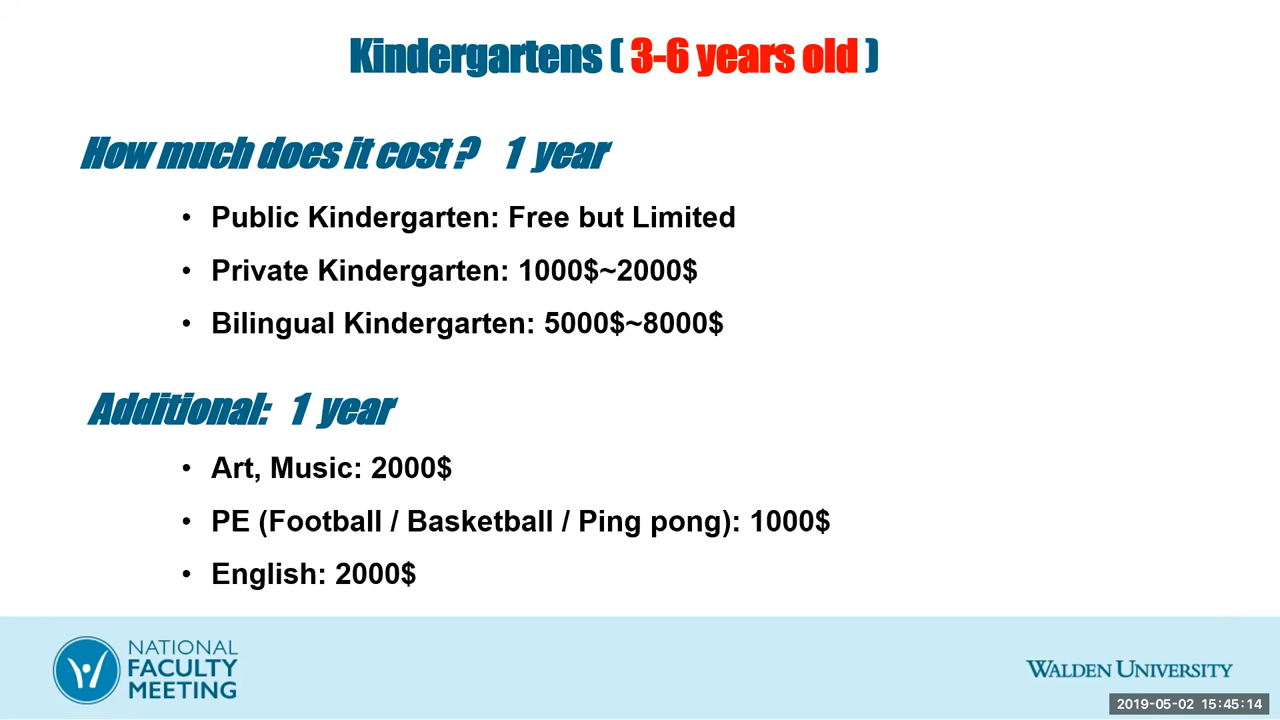 Kindergartens ( 3-6 years old )
How much does it cost ? 1 year
• Public Kindergarten: Free but Limited
• Private Kindergarten: 1000$~2000$
• Bilingual Kindergarten: 5000$~8000$
Additional: 1 year
• Art, Music: 2000$
• PE (Football / Basketball / Ping pong): 1000$
• English: 2000$
NATIONAL
FACULTY
MEETING
WALDEN UNIVERSITY
2019-05-02 15:45:14